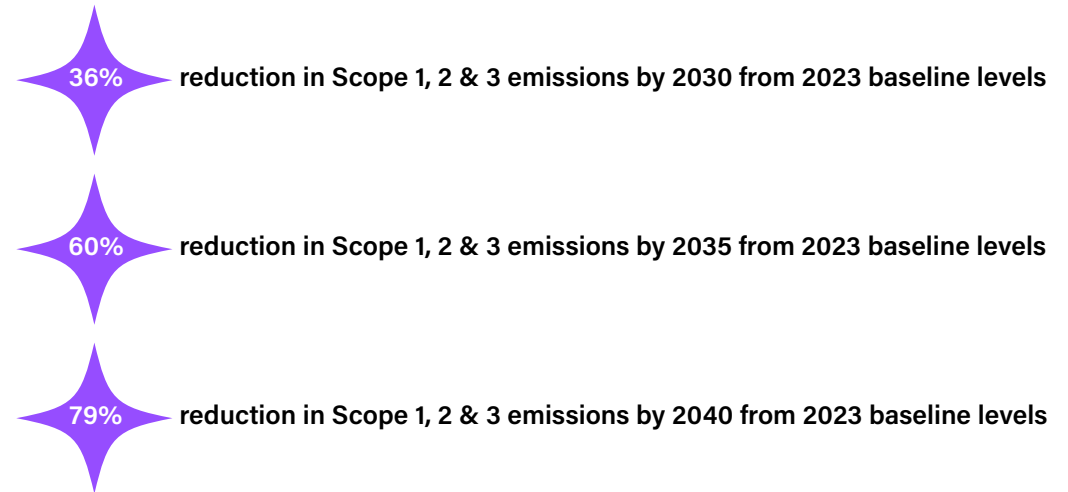 36% reduction in Scope 1, 2 & 3 emissions by 2030 from 2023 baseline levels
60% reduction in Scope 1, 2 & 3 emissions by 2035 from 2023 baseline levels
79% reduction in Scope 1, 2 & 3 emissions by 2040 from 2023 baseline levels